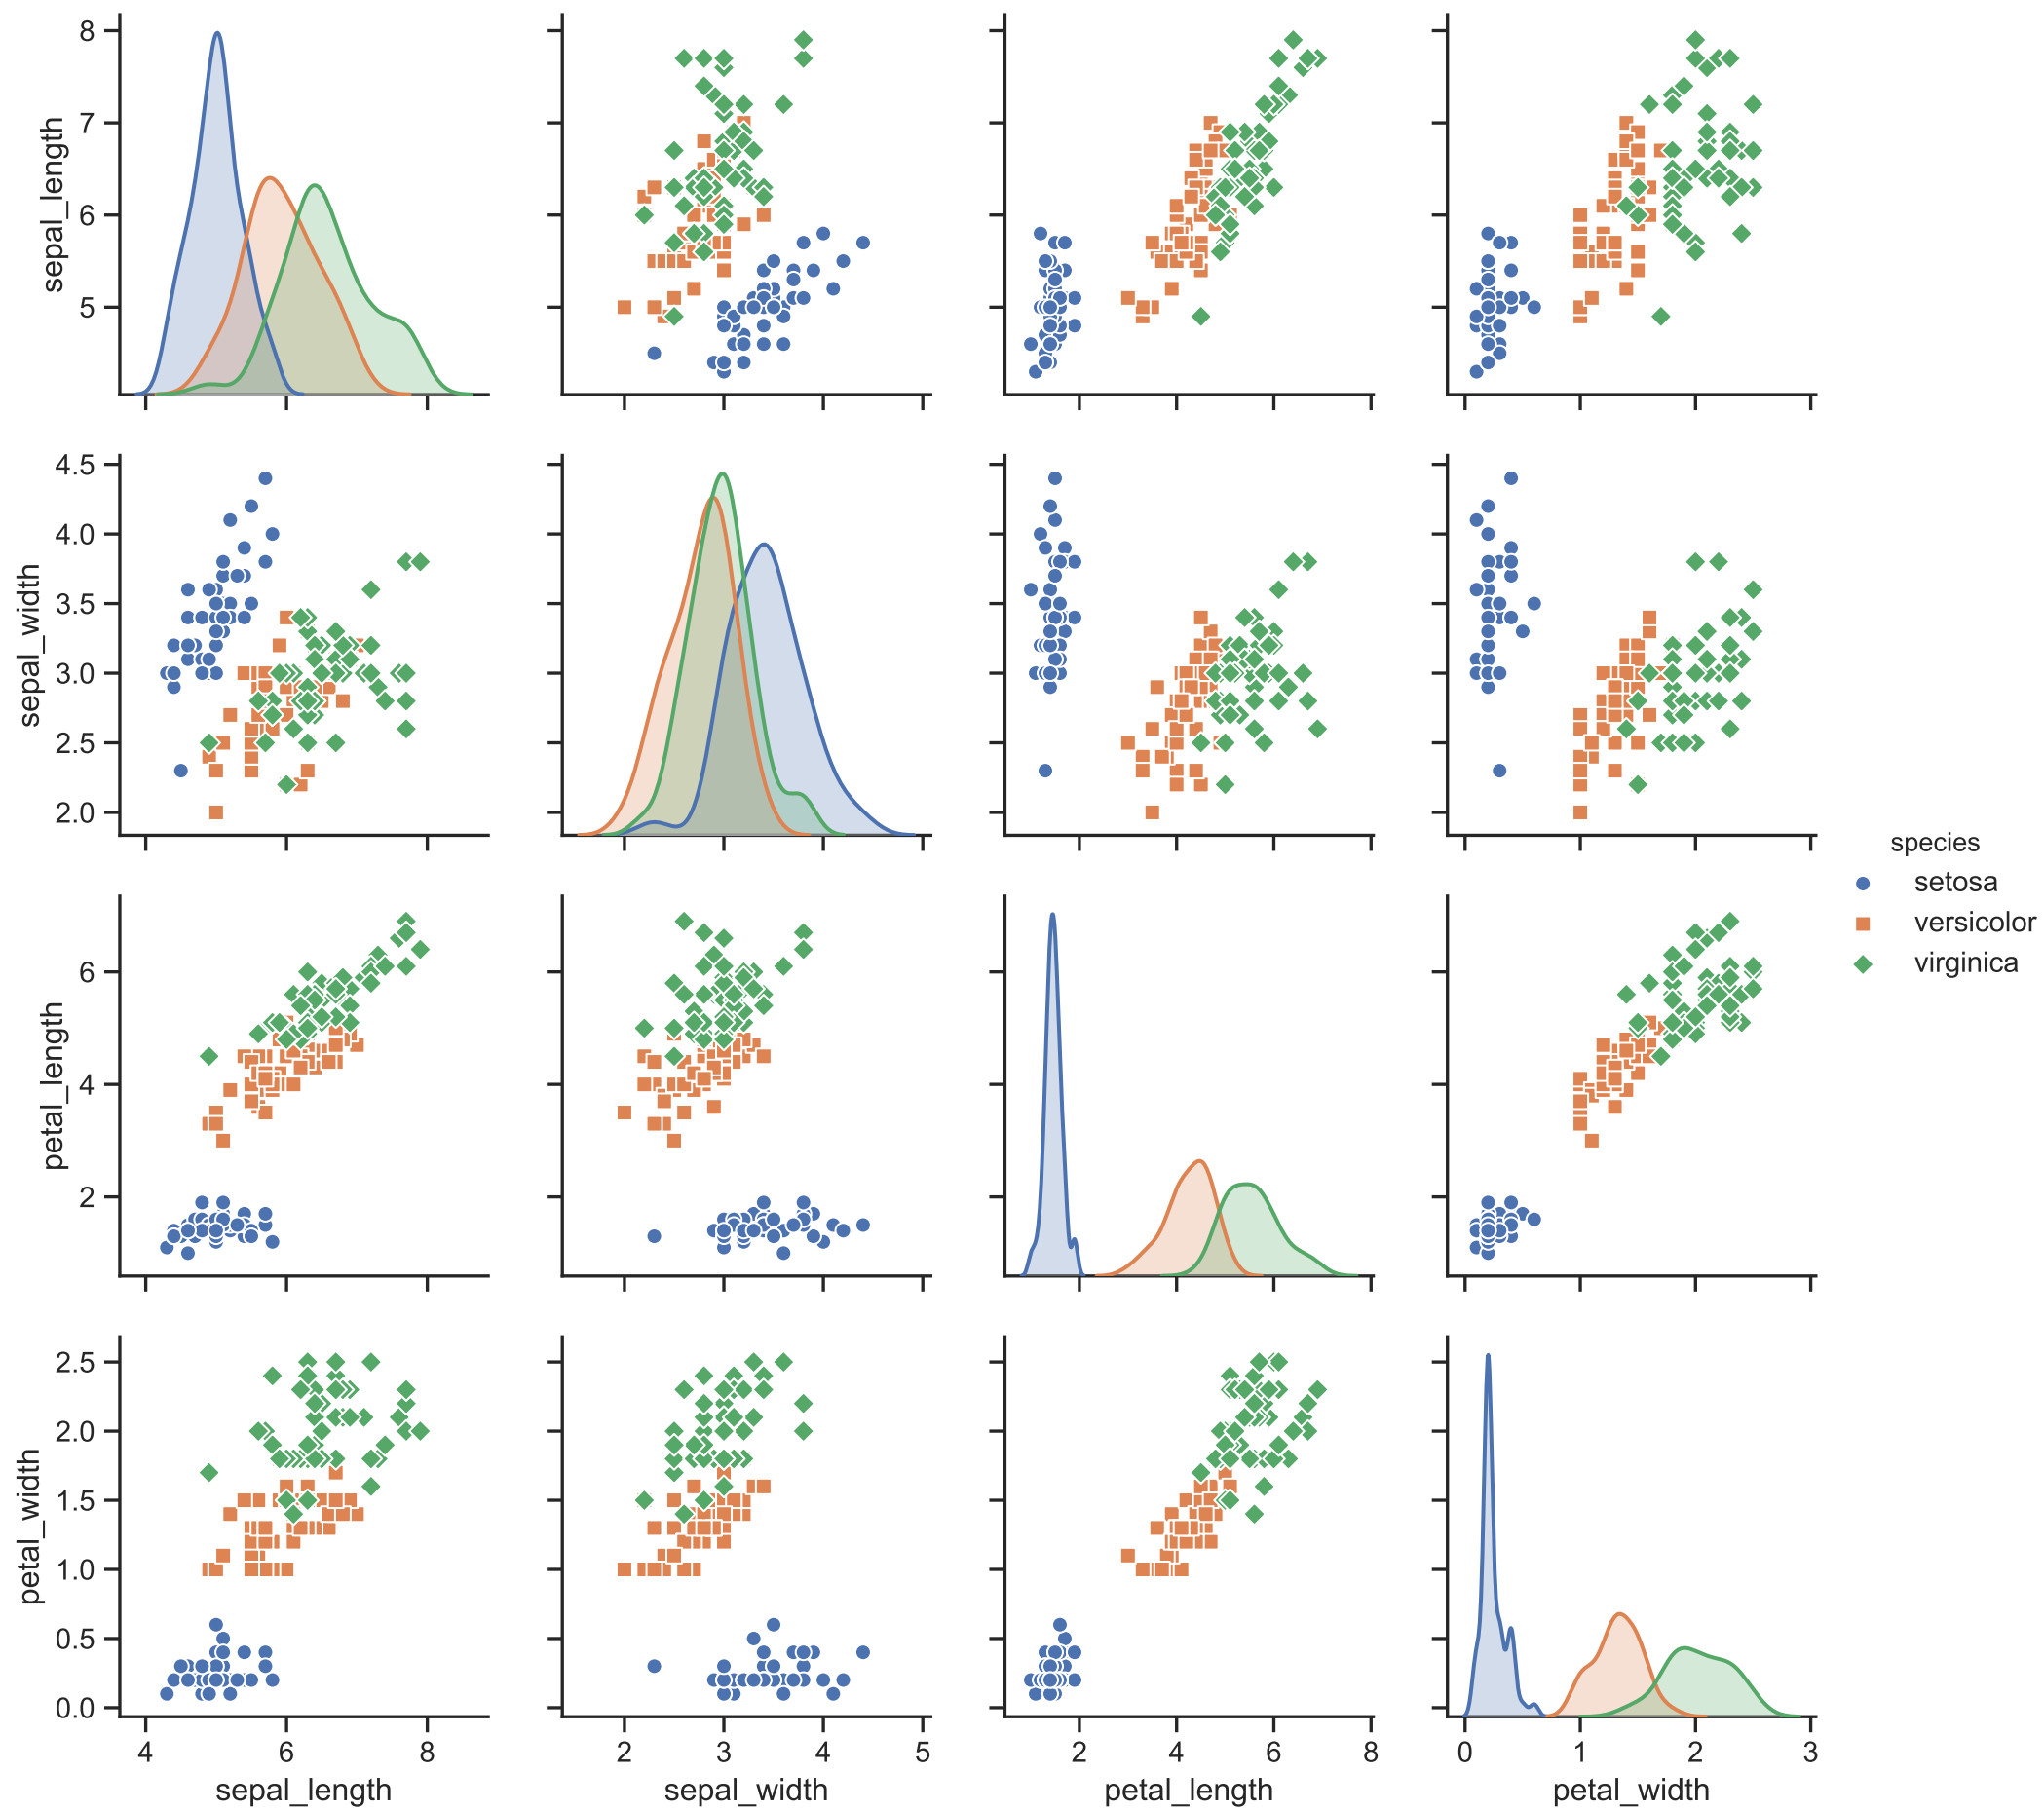 sepal_length
8
7
6
5
sepal_width
4.5
4.0
3.5
3.0
2.5
2.0
petal_length
6
4
2
petal_width
2.5
2.0
1.5
1.0
0.5
0.0
4 6 8
2 3 4 5
2 4 6 8
0 1 2 3
sepal_length
sepal_width
petal_length
petal_width
species
setosa
versicolor
virginica